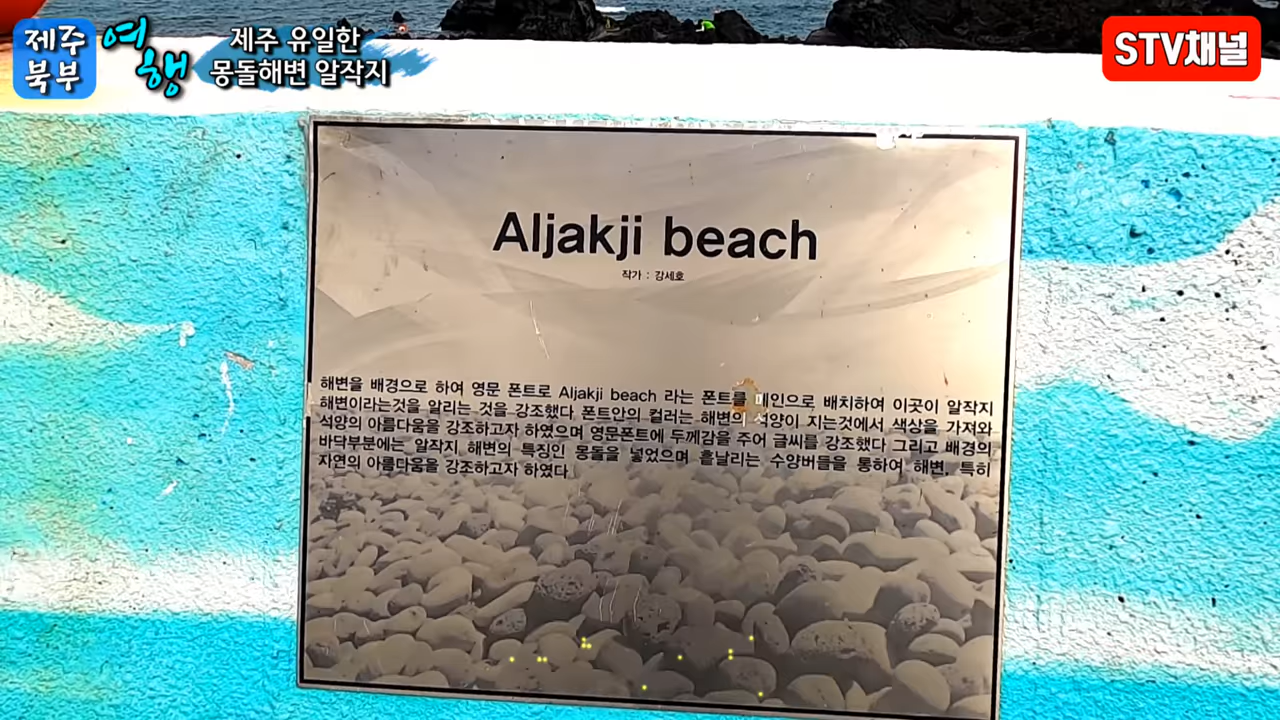 제주
북부
여행
제주 유일한
몽돌해변 알작지
STV채널
Aljakji beach
작가 : 강세호
해변을 배경으로 하여 영문 폰트로 Aljakji beach 라는 폰트를 메인으로 배치하여 이곳이 알작지
해변이라는것을 알리는 것을 강조했다 폰트안의 컬러는 해변의 석양이 지는것에서 색상을 가져와
석양의 아름다움을 강조하고자 하였으며 영문폰트에 두께감을 주어 글씨를 강조했다 그리고 배경의
바닥부분에는 알작지 해변의 특징인 몽돌을 넣었으며 흩날리는 수양버들을 통하여 해변, 특히
자연의 아름다움을 강조하고자 하였다.